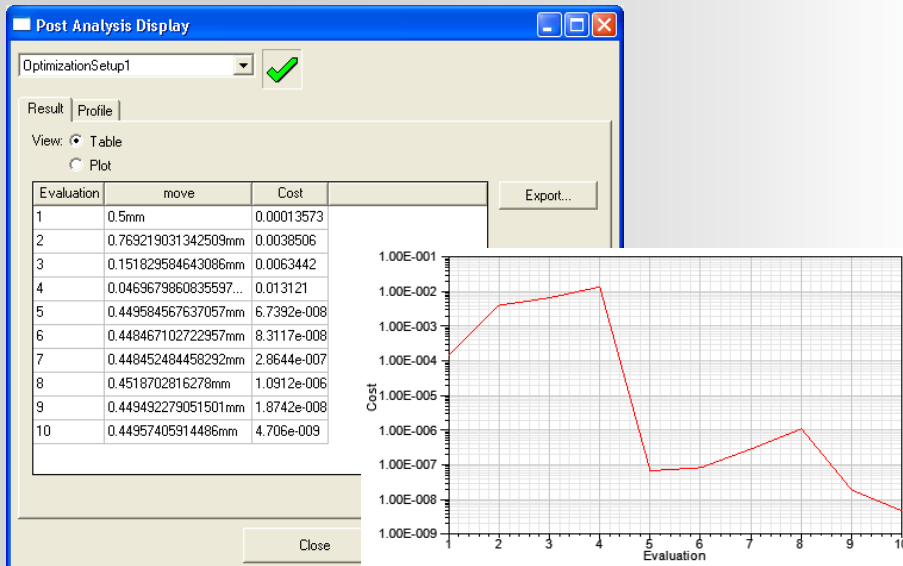 Post Analysis Display
OptimizationSetup1
Result Profile
View: Table
Plot
Evaluation move Cost
1 0.5mm 0.00013573
2 0.769219031342509mm 0.0038506
3 0.151829584643086mm 0.0063442
4 0.0469679860835597... 0.013121
5 0.449584567637057mm 6.7392e-008
6 0.448467102722957mm 8.3117e-008
7 0.448452484458292mm 2.8644e-007
8 0.4518702816278mm 1.0912e-006
9 0.449492279051501mm 1.8742e-008
10 0.44957405914486mm 4.706e-009
Export...
Close
1.00E-001
1.00E-002
1.00E-003
1.00E-004
1.00E-005
1.00E-006
1.00E-007
1.00E-008
1.00E-009
Cost
1 2 3 4 5 6 7 8 9 10
Evaluation